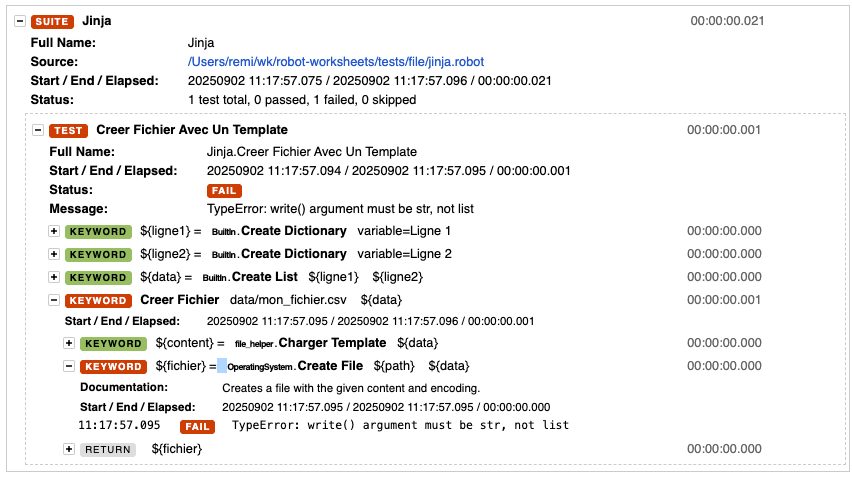 SUITE Jinja 00:00:00.021
Full Name: Jinja
Source: /Users/remi/wk/robot-worksheets/tests/file/jinja.robot
Start / End / Elapsed: 20250902 11:17:57.075 / 20250902 11:17:57.096 / 00:00:00.021
Status: 1 test total, 0 passed, 1 failed, 0 skipped
TEST Creer Fichier Avec Un Template 00:00:00.001
Full Name: Jinja.Creer Fichier Avec Un Template
Start / End / Elapsed: 20250902 11:17:57.094 / 20250902 11:17:57.095 / 00:00:00.001
Status: FAIL
Message: TypeError: write() argument must be str, not list
KEYWORD ${ligne1} = BuiltIn.Create Dictionary variable=Ligne 1 00:00:00.000
KEYWORD ${ligne2} = BuiltIn.Create Dictionary variable=Ligne 2 00:00:00.000
KEYWORD ${data} = BuiltIn.Create List ${ligne1} ${ligne2} 00:00:00.000
KEYWORD Creer Fichier data/mon_fichier.csv ${data} 00:00:00.001
Start / End / Elapsed: 20250902 11:17:57.095 / 20250902 11:17:57.096 / 00:00:00.001
KEYWORD ${content} = file_helper.Charger Template ${data} 00:00:00.000
KEYWORD ${fichier} = OperatingSystem.Create File ${path} ${data} 00:00:00.000
Documentation: Creates a file with the given content and encoding.
Start / End / Elapsed: 20250902 11:17:57.095 / 20250902 11:17:57.095 / 00:00:00.000
11:17:57.095 FAIL TypeError: write() argument must be str, not list
RETURN ${fichier} 00:00:00.000